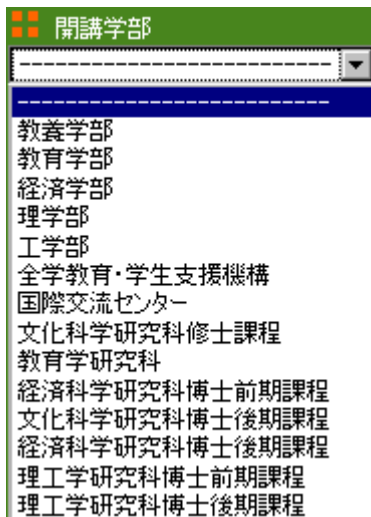 開講学部
--------------------------
--------------------------
教養学部
教育学部
経済学部
理学部
工学部
全学教育・学生支援機構
国際交流センター
文化科学研究科修士課程
教育学研究科
経済科学研究科博士前期課程
文化科学研究科博士後期課程
経済科学研究科博士後期課程
理工学研究科博士前期課程
理工学研究科博士後期課程